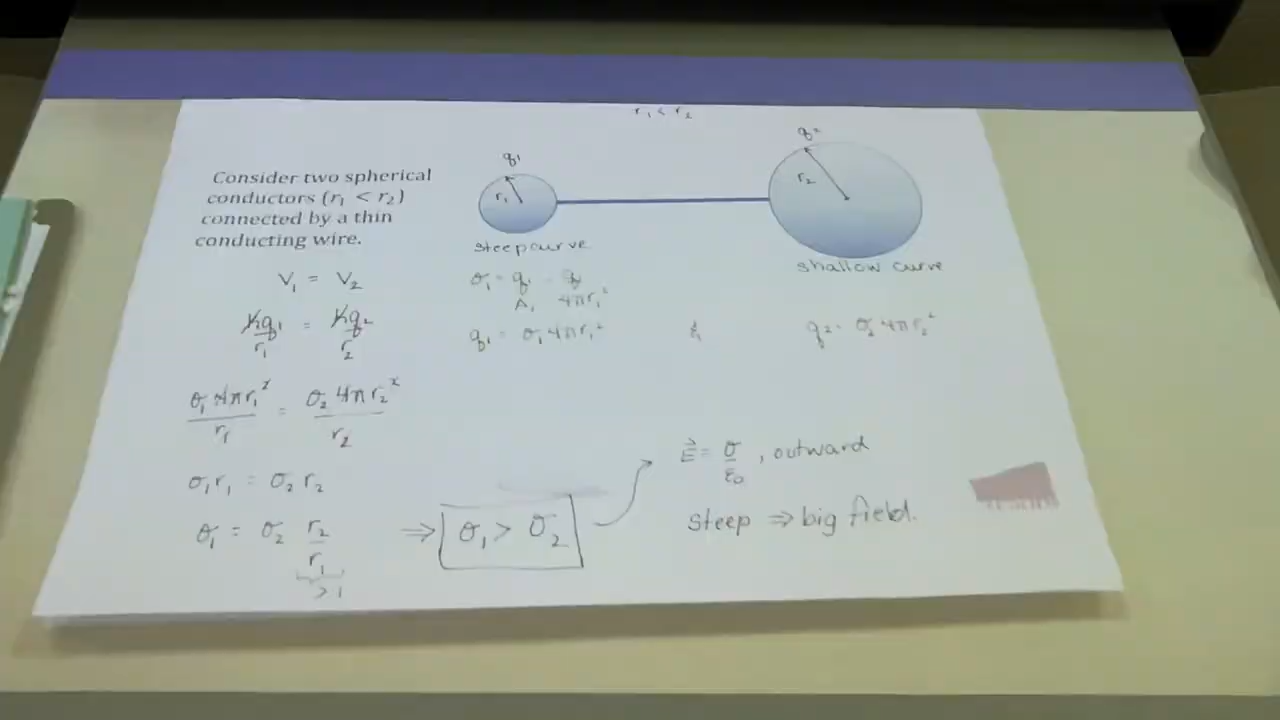 r₁ < r₂
Consider two spherical
conductors (r₁ < r₂)
connected by a thin
conducting wire.
q₁
r₁
q₂
r₂
steep curve
shallow curve
V₁ = V₂
kq₁/r₁ = kq₂/r₂
σ₁4πr₁²/r₁ = σ₂4πr₂²/r₂
σ₁r₁ = σ₂r₂
σ₁ = σ₂ r₂/r₁
>1
σ₁ = q₁/A₁ = q₁/4πr₁²
q₁ = σ₁4πr₁² & q₂ = σ₂4πr₂²
⇒ σ₁ > σ₂
E⃗ = σ/ε₀, outward
Steep ⇒ big field.